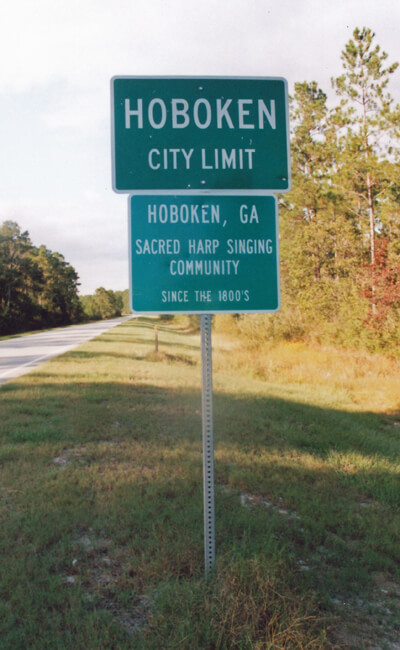 HOBOKEN
CITY LIMIT
HOBOKEN, GA
SACRED HARP SINGING
COMMUNITY
SINCE THE 1800'S